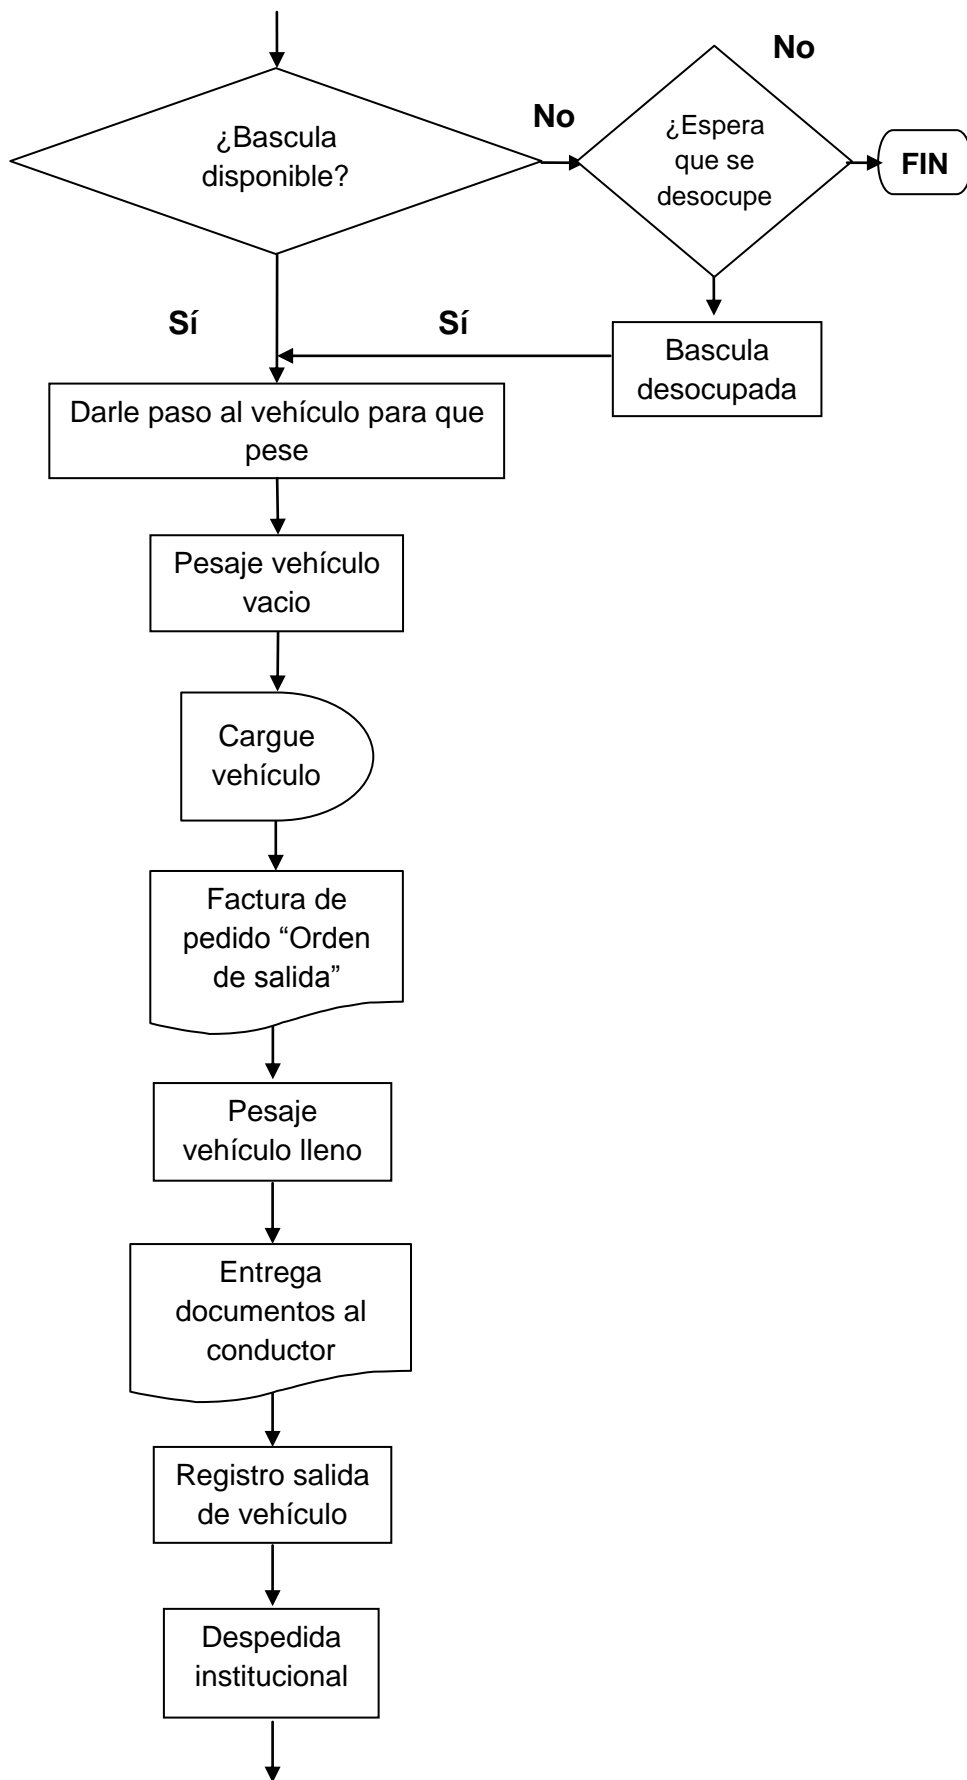 ¿Bascula
disponible?
No
¿Espera
que se
desocupe
No
FIN
Sí
Sí
Bascula
desocupada
Darle paso al vehículo para que
pese
Pesaje vehículo
vacio
Cargue
vehículo
Factura de
pedido “Orden
de salida”
Pesaje
vehículo lleno
Entrega
documentos al
conductor
Registro salida
de vehículo
Despedida
institucional